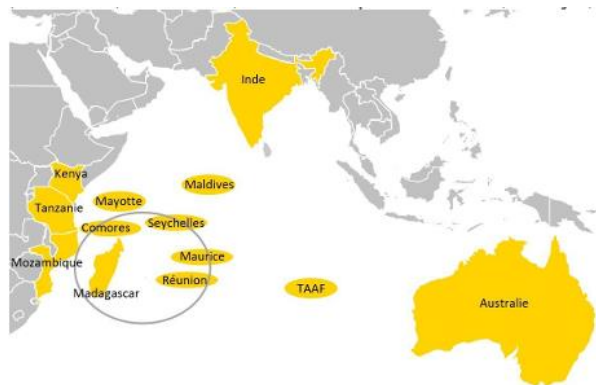 Inde
Kenya
Maldives
Mayotte
Tanzanie
Seychelles
Comores
Maurice
Mozambique
Réunion
TAAF
Madagascar
Australie